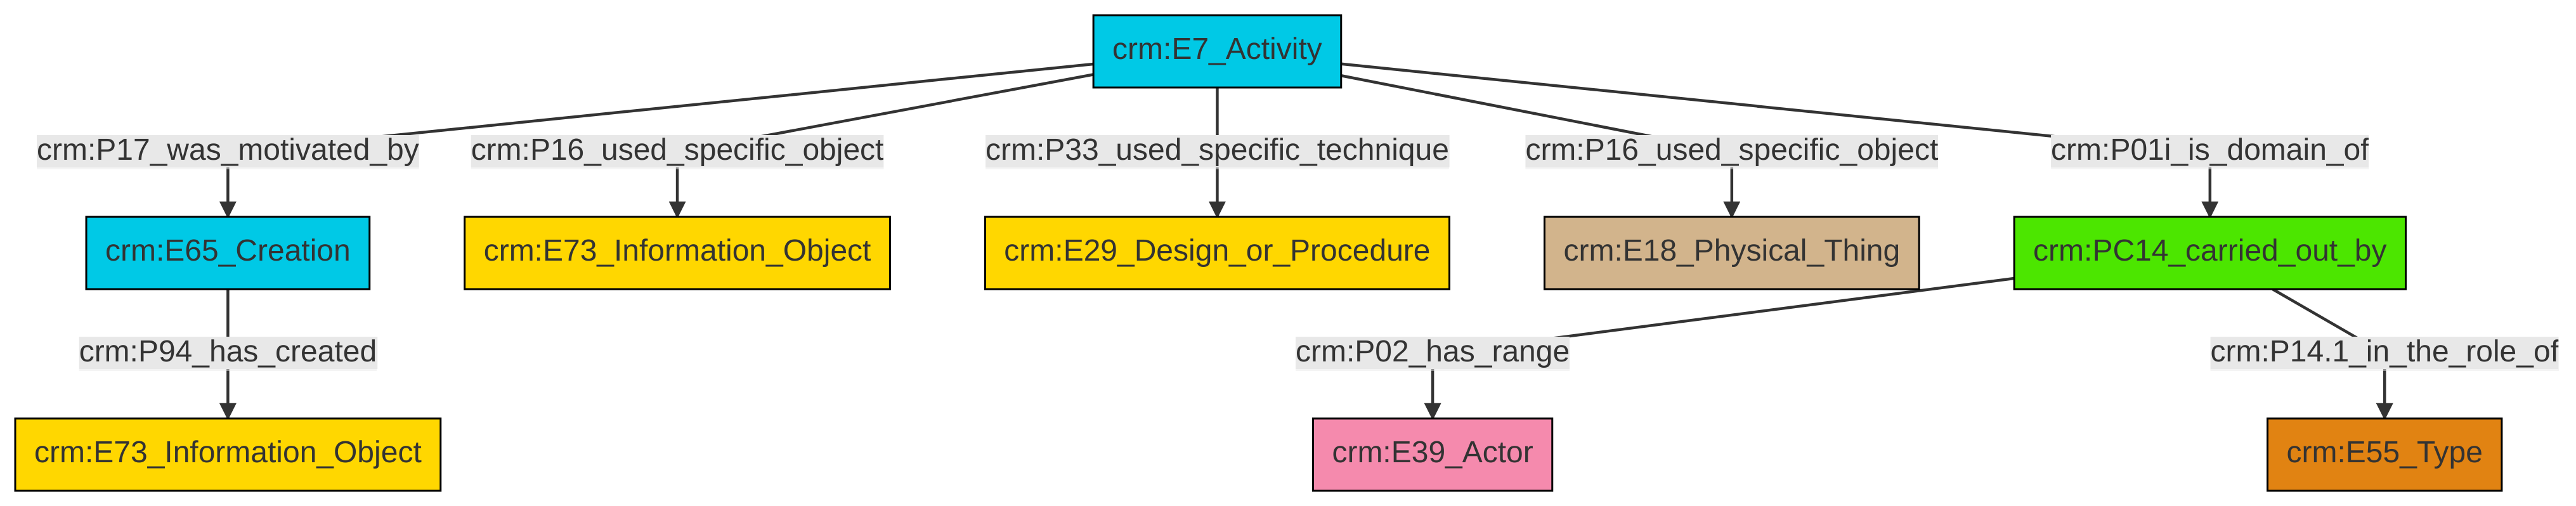 crm:E7_Activity
crm:P17_was_motivated_by
crm:P16_used_specific_object
crm:P33_used_specific_technique
crm:P16_used_specific_object
crm:P01i_is_domain_of
crm:E65_Creation
crm:E73_Information_Object
crm:E29_Design_or_Procedure
crm:E18_Physical_Thing
crm:PC14_carried_out_by
crm:P94_has_created
crm:P02_has_range
crm:P14.1_in_the_role_of
crm:E73_Information_Object
crm:E39_Actor
crm:E55_Type